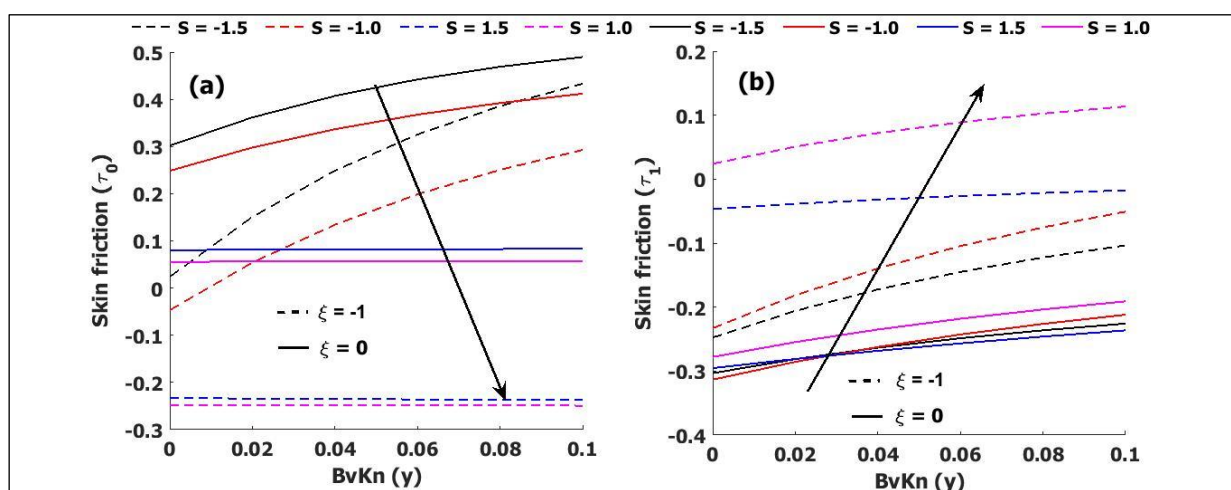 S = -1.5 S = -1.0 S = 1.5 S = 1.0 S = -1.5 S = -1.0 S = 1.5 S = 1.0
(a)
Skin friction (τ0)
0.5
0.4
0.3
0.2
0.1
0
-0.1
-0.2
-0.3
ξ = -1
ξ = 0
0 0.02 0.04 0.06 0.08 0.1
BvKn (y)
(b)
Skin friction (τ1)
0.2
0.1
0
-0.1
-0.2
-0.3
-0.4
ξ = -1
ξ = 0
0 0.02 0.04 0.06 0.08 0.1
BvKn (y)